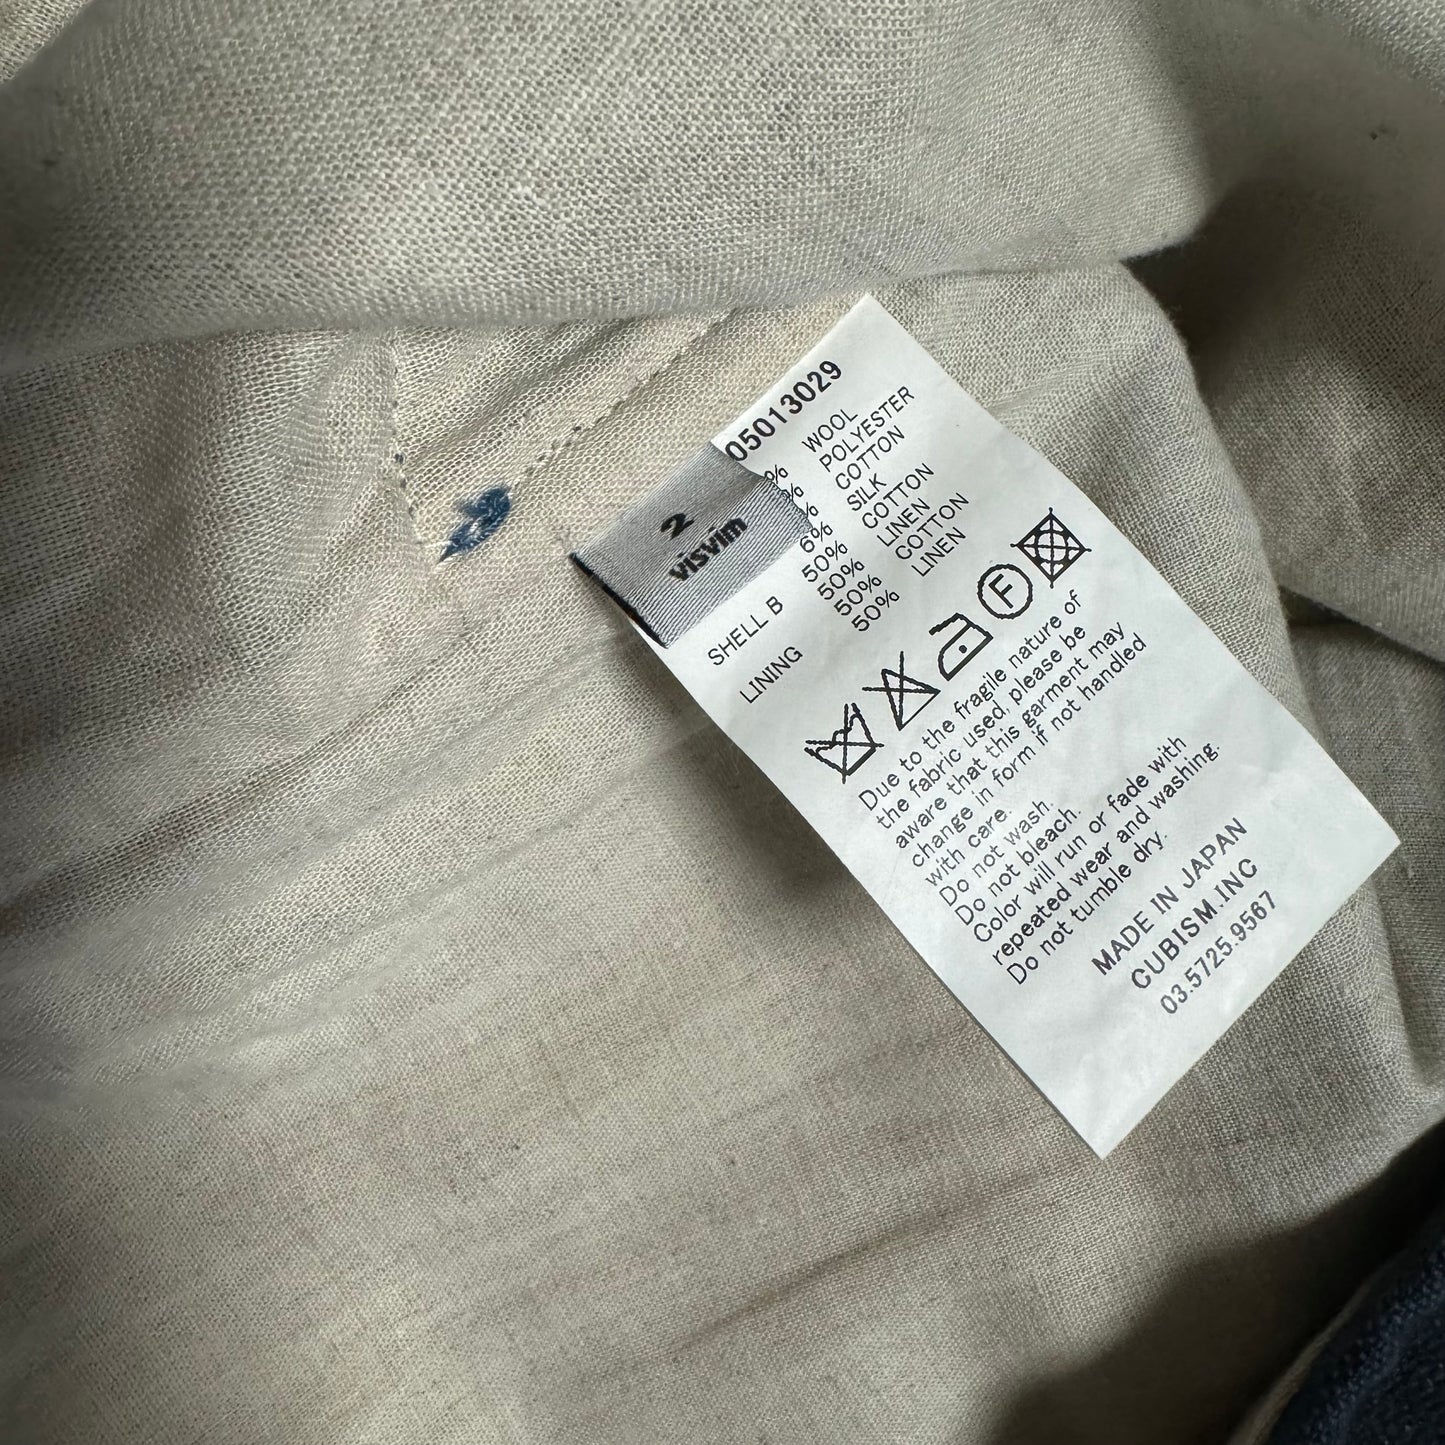 05013029
% WOOL
% POLYESTER
% COTTON
6% SILK
SHELL B 50% COTTON
50% LINEN
LINING 50% COTTON
50% LINEN
2
visvim
F
Due to the fragile nature of
the fabric used, please be
aware that this garment may
change in form if not handled
with care.
Do not wash.
Do not bleach.
Color will run or fade with
repeated wear and washing.
Do not tumble dry.
MADE IN JAPAN
CUBISM.INC
03.5725.9567